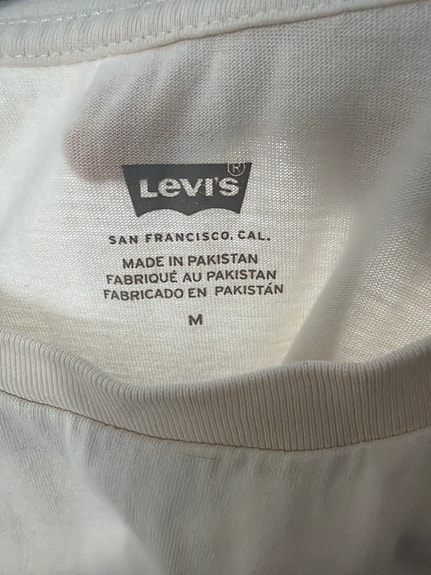 Levi's®
SAN FRANCISCO, CAL.
MADE IN PAKISTAN
FABRIQUÉ AU PAKISTAN
FABRICADO EN PAKISTÁN
M